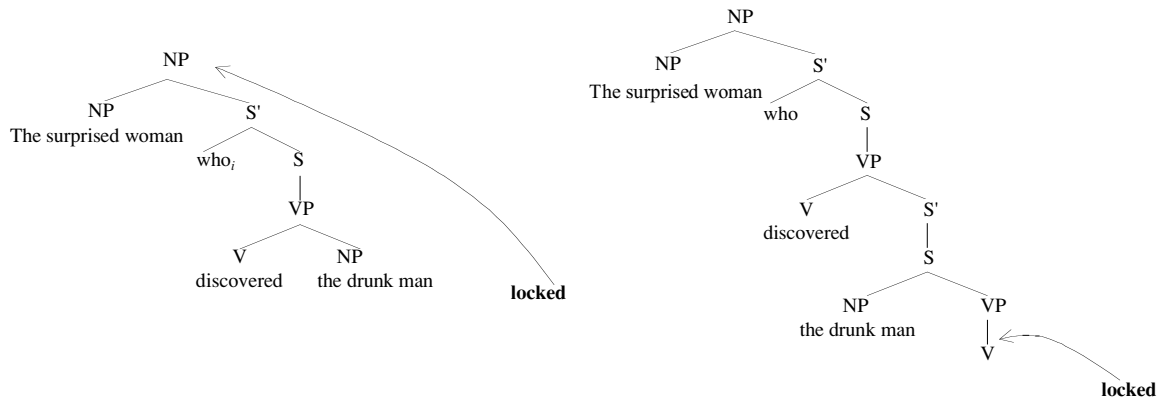 NP
NP S'
The surprised woman
who_i S
VP
V NP
discovered the drunk man
locked
NP
NP S'
The surprised woman
who S
VP
V S'
discovered
S
NP VP
the drunk man
V
locked